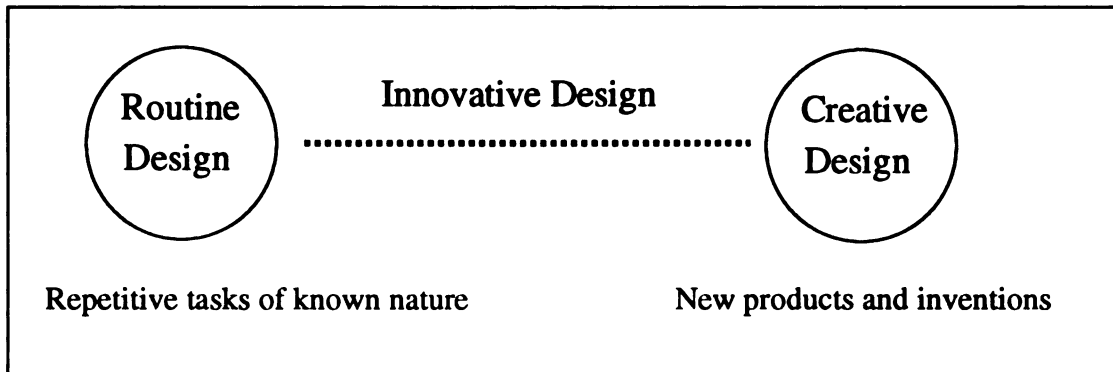 Routine
Design
Innovative Design
Creative
Design
Repetitive tasks of known nature
New products and inventions